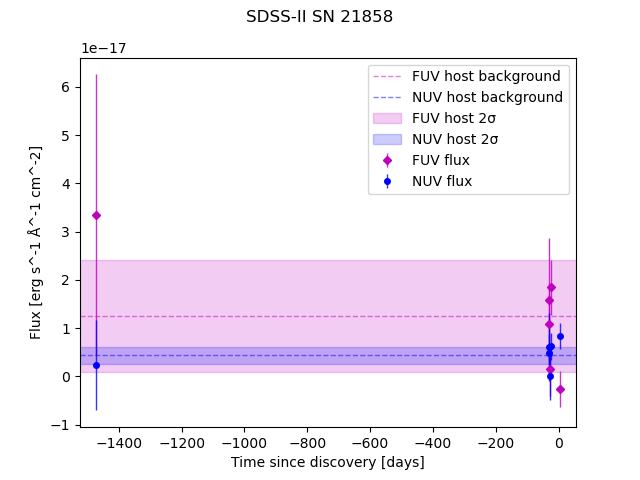 SDSS-II SN 21858
1e−17
FUV host background
NUV host background
FUV host 2σ
NUV host 2σ
FUV flux
NUV flux
6
5
4
3
2
1
0
−1
Flux [erg s^-1 Å^-1 cm^-2]
−1400 −1200 −1000 −800 −600 −400 −200 0
Time since discovery [days]